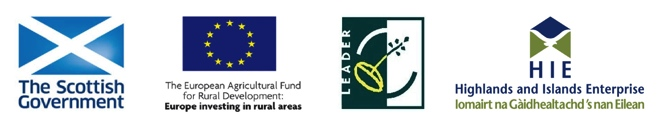 The Scottish
Government
The European Agricultural Fund
for Rural Development:
Europe investing in rural areas
LEADER
HIE
Highlands and Islands Enterprise
Iomairt na Gàidhealtachd 's nan Eilean